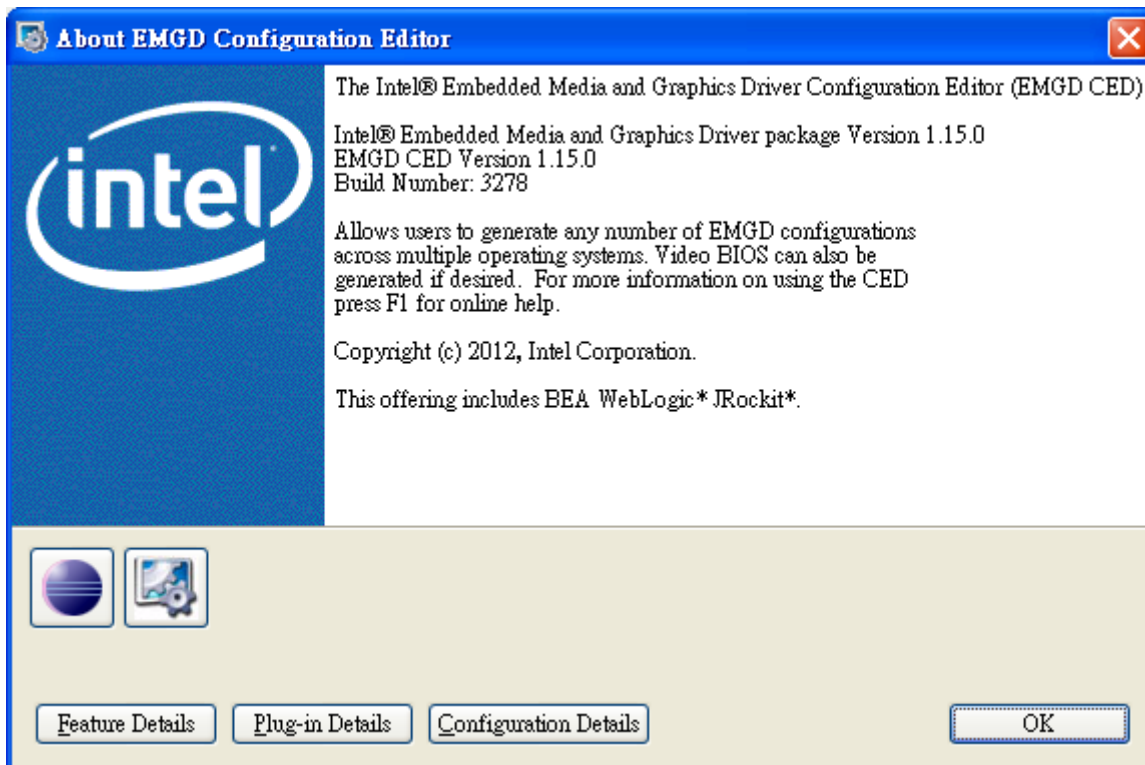 About EMGD Configuration Editor
intel
The Intel® Embedded Media and Graphics Driver Configuration Editor (EMGD CED)
Intel® Embedded Media and Graphics Driver package Version 1.15.0
EMGD CED Version 1.15.0
Build Number: 3278
Allows users to generate any number of EMGD configurations
across multiple operating systems. Video BIOS can also be
generated if desired.  For more information on using the CED
press F1 for online help.
Copyright (c) 2012, Intel Corporation.
This offering includes BEA WebLogic* JRockit*.
Feature Details
Plug-in Details
Configuration Details
OK